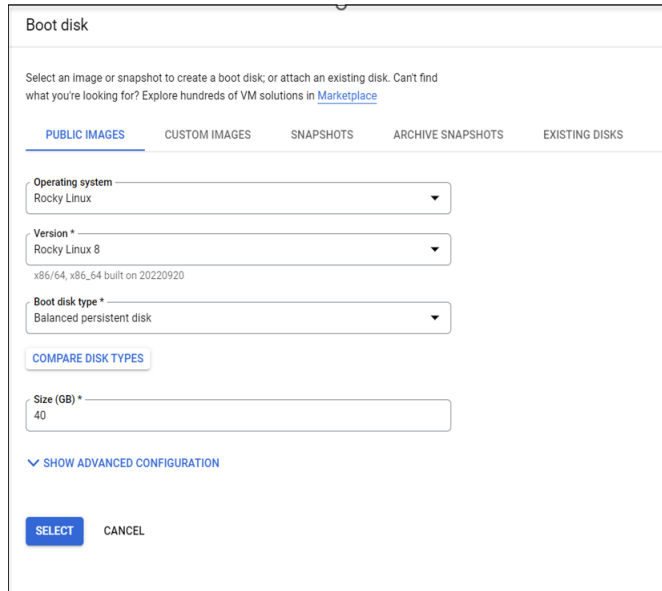 Boot disk
Select an image or snapshot to create a boot disk; or attach an existing disk. Can't find
what you're looking for? Explore hundreds of VM solutions in Marketplace
PUBLIC IMAGES CUSTOM IMAGES SNAPSHOTS ARCHIVE SNAPSHOTS EXISTING DISKS
Operating system
Rocky Linux
Version *
Rocky Linux 8
x86/64, x86_64 built on 20220920
Boot disk type *
Balanced persistent disk
COMPARE DISK TYPES
Size (GB) *
40
SHOW ADVANCED CONFIGURATION
SELECT CANCEL